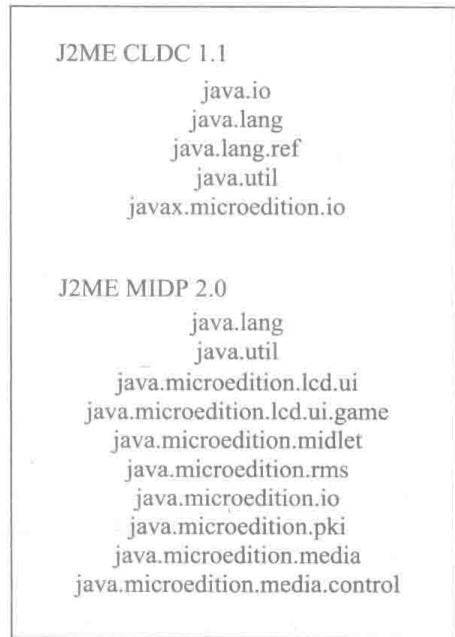 J2ME CLDC 1.1
java.io
java.lang
java.lang.ref
java.util
javax.microedition.io
J2ME MIDP 2.0
java.lang
java.util
java.microedition.lcd.ui
java.microedition.lcd.ui.game
java.microedition.midlet
java.microedition.rms
java.microedition.io
java.microedition.pki
java.microedition.media
java.microedition.media.control